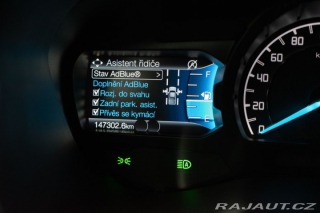 Asistent řidiče
Stav AdBlue® >
Doplnění AdBlue
Rozj. do svahu
Zadní park. asist.
Přívěs se kymácí
147302.6km
F
E
80
60
40
20
0
A
RAJAUT.CZ